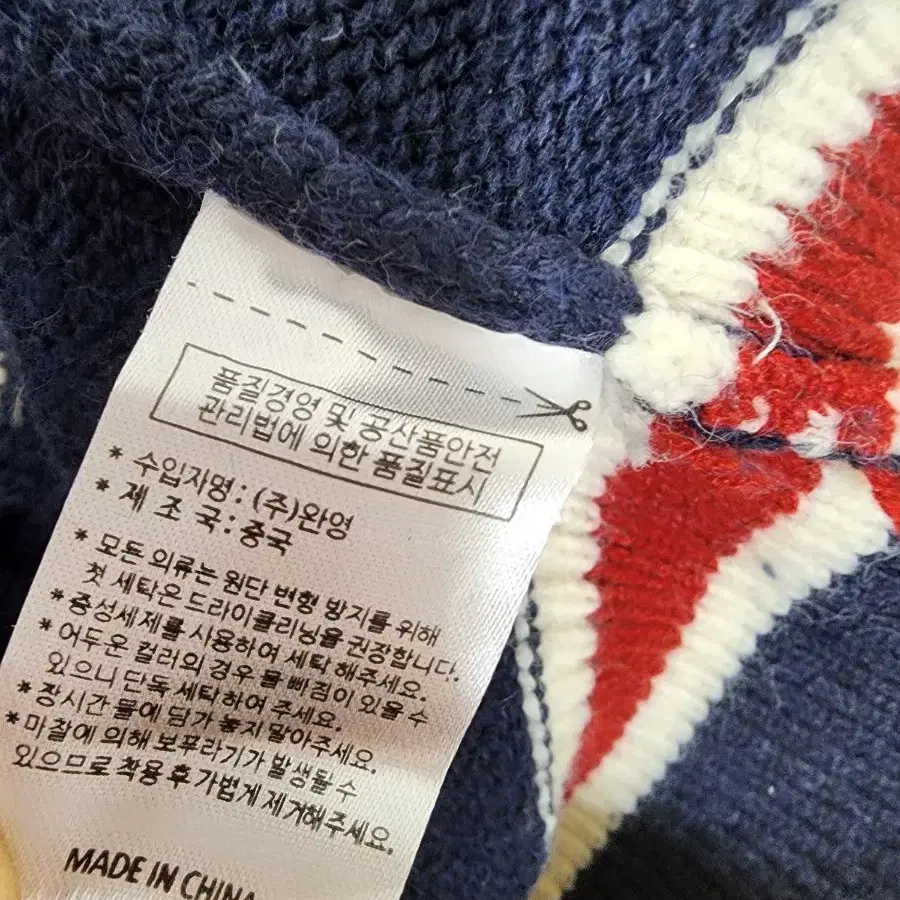 품질경영 및 공산품안전
관리법에 의한 품질표시
* 수입자명 : (주)완영
* 제 조 국 : 중국
* 모든 외류는 원단 변형 방지를 위해
첫 세탁은 드라이클리닝을 권장합니다.
* 중성세제를 사용하여 세탁 해주세요.
* 어두운 컬러의 경우 물 빠짐이 있을 수
있으니 단독 세탁하여 주세요.
* 장시간 물에 담가 놓지말아주세요.
* 마찰에 의해 보푸라기가 발생될 수
있으므로 착용 후 가볍게 제거해주세요.
MADE IN CHINA